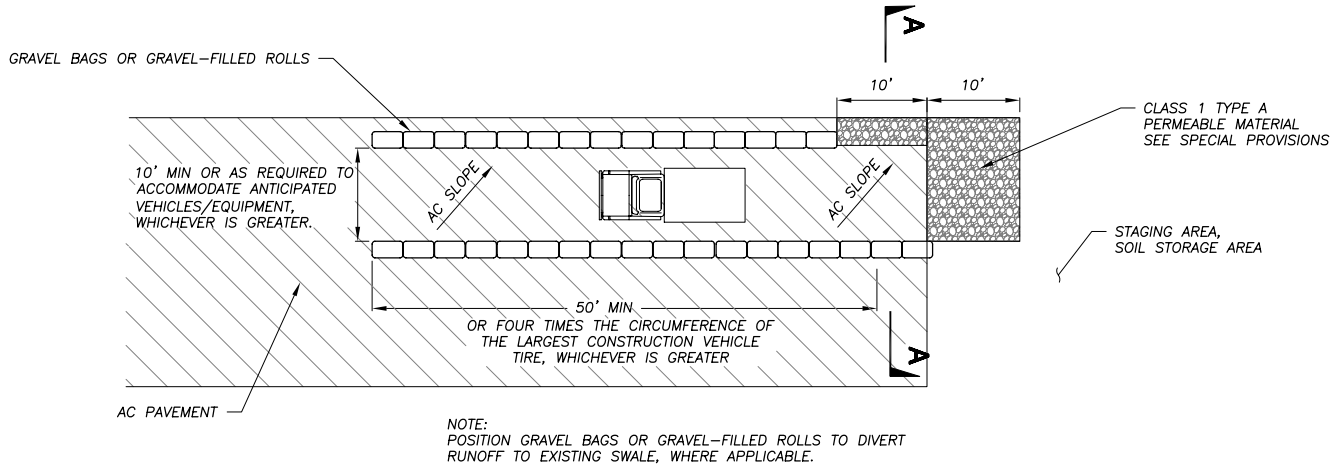 A
GRAVEL BAGS OR GRAVEL-FILLED ROLLS
10' 10'
CLASS 1 TYPE A
PERMEABLE MATERIAL
SEE SPECIAL PROVISIONS
10' MIN OR AS REQUIRED TO
ACCOMMODATE ANTICIPATED
VEHICLES/EQUIPMENT,
WHICHEVER IS GREATER.
AC SLOPE
AC SLOPE
STAGING AREA,
SOIL STORAGE AREA
50' MIN
OR FOUR TIMES THE CIRCUMFERENCE OF
THE LARGEST CONSTRUCTION VEHICLE
TIRE, WHICHEVER IS GREATER
A
AC PAVEMENT
NOTE:
POSITION GRAVEL BAGS OR GRAVEL-FILLED ROLLS TO DIVERT
RUNOFF TO EXISTING SWALE, WHERE APPLICABLE.